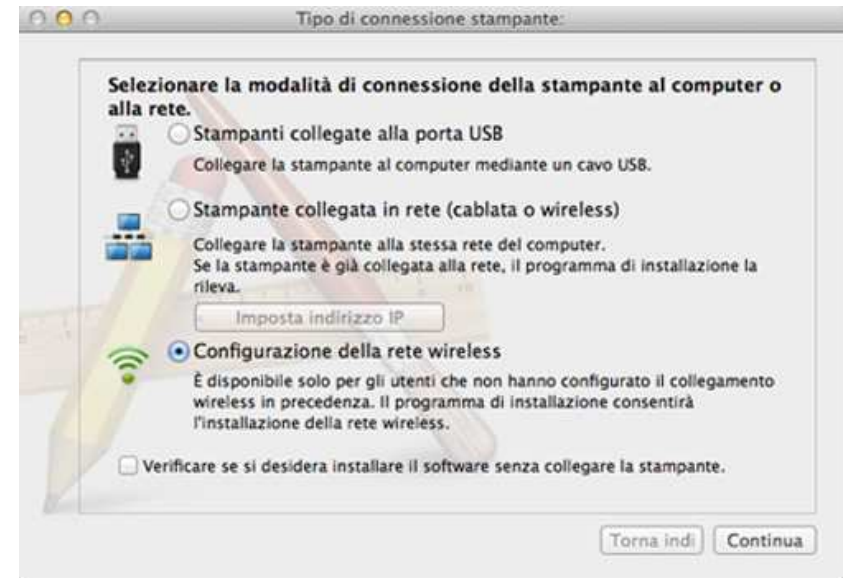 Tipo di connessione stampante:
Selezionare la modalità di connessione della stampante al computer o
alla rete.
Stampanti collegate alla porta USB
Collegare la stampante al computer mediante un cavo USB.
Stampante collegata in rete (cablata o wireless)
Collegare la stampante alla stessa rete del computer.
Se la stampante è già collegata alla rete, il programma di installazione la
rileva.
Imposta indirizzo IP
Configurazione della rete wireless
È disponibile solo per gli utenti che non hanno configurato il collegamento
wireless in precedenza. Il programma di installazione consentirà
l'installazione della rete wireless.
Verificare se si desidera installare il software senza collegare la stampante.
Torna indi
Continua